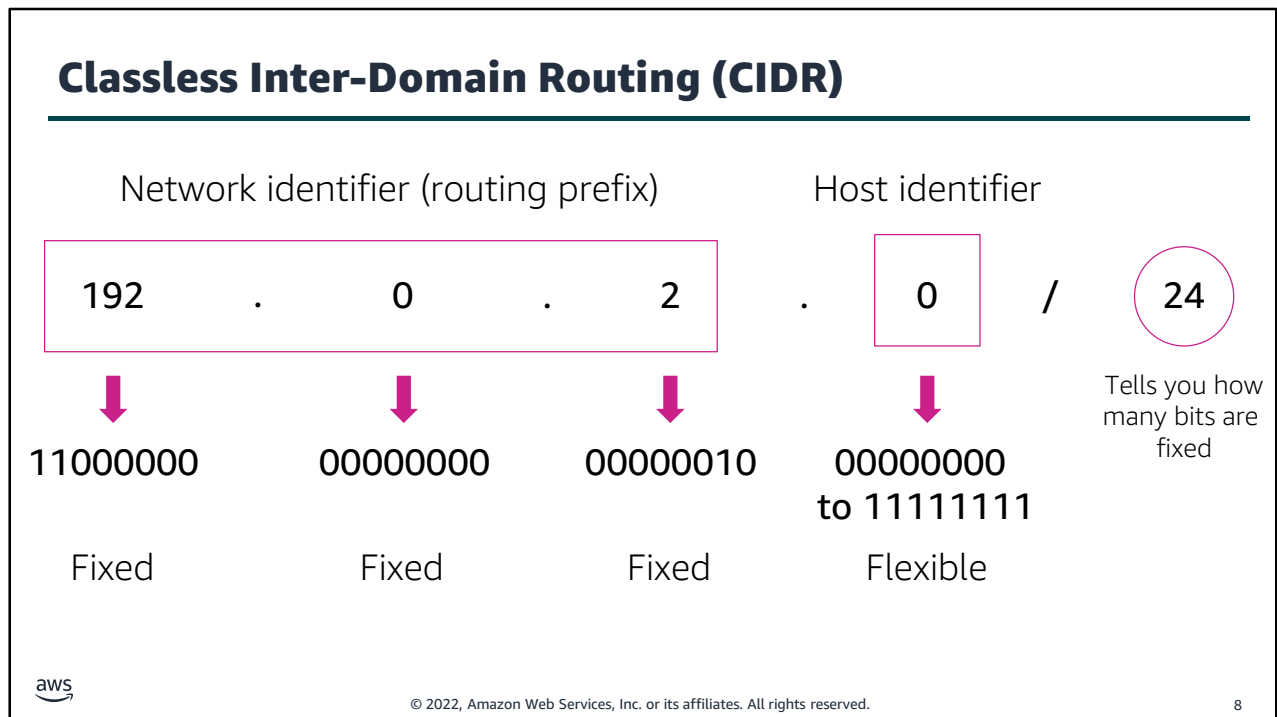 Classless Inter-Domain Routing (CIDR)
Network identifier (routing prefix) Host identifier
192 . 0 . 2 . 0 / 24
Tells you how
many bits are
fixed
11000000 00000000 00000010 00000000
to 11111111
Fixed Fixed Fixed Flexible
aws
© 2022, Amazon Web Services, Inc. or its affiliates. All rights reserved. 8